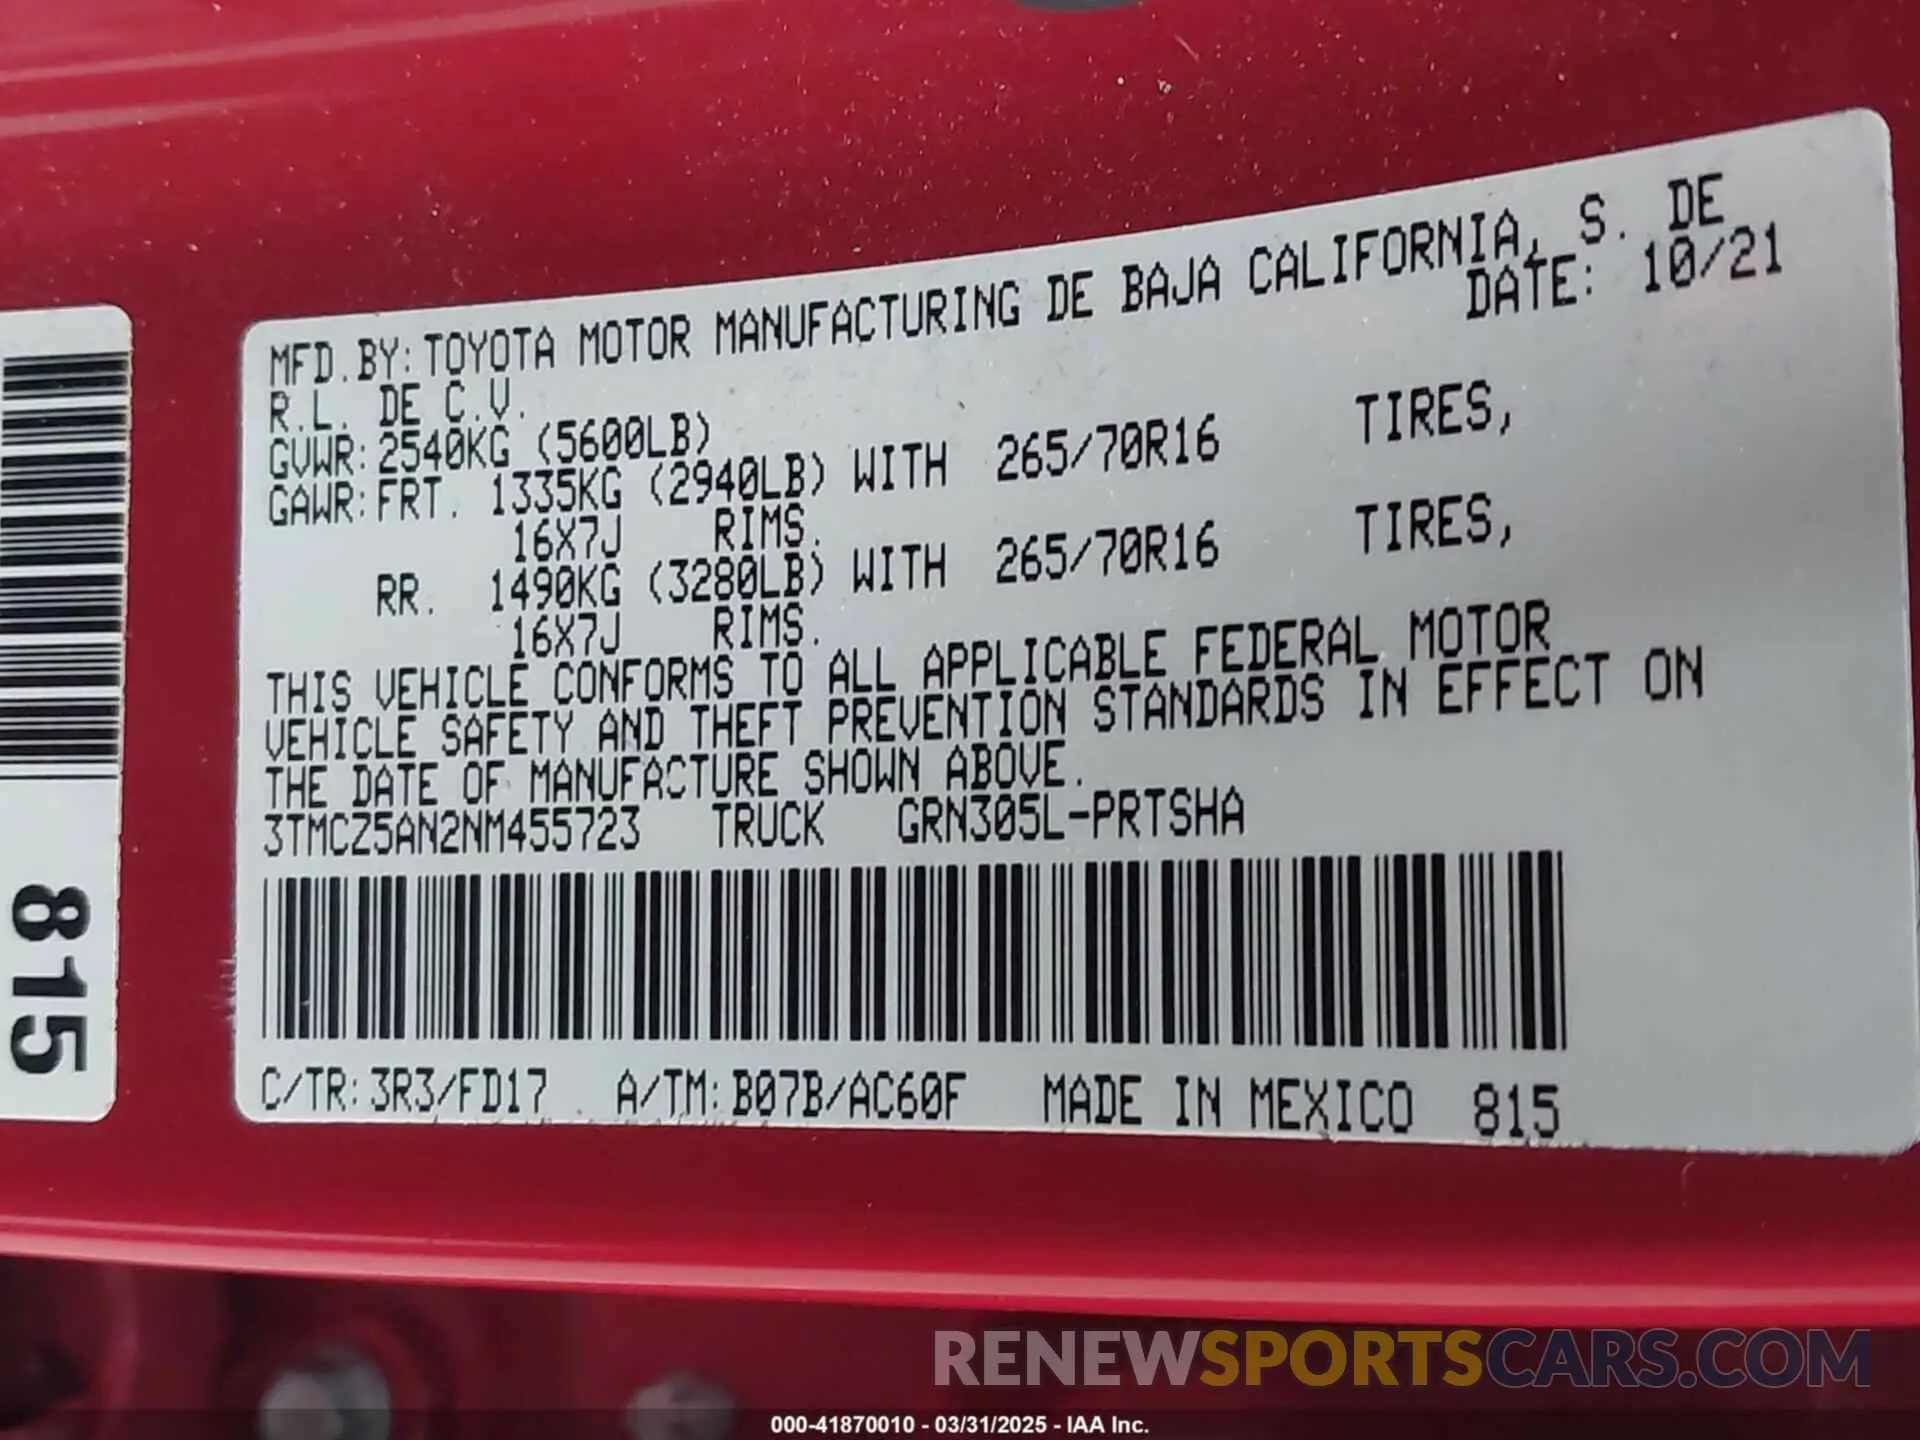 MFD.BY:TOYOTA MOTOR MANUFACTURING DE BAJA CALIFORNIA, S. DE
R.L. DE C.V. DATE: 10/21
GVWR:2540KG (5600LB)
GAWR:FRT. 1335KG (2940LB) WITH 265/70R16 TIRES,
16X7J RIMS.
RR. 1490KG (3280LB) WITH 265/70R16 TIRES,
16X7J RIMS.
THIS VEHICLE CONFORMS TO ALL APPLICABLE FEDERAL MOTOR
VEHICLE SAFETY AND THEFT PREVENTION STANDARDS IN EFFECT ON
THE DATE OF MANUFACTURE SHOWN ABOVE.
3TMCZ5AN2NM455723 TRUCK GRN305L-PRTSHA
C/TR:3R3/FD17 A/TM:B07B/AC60F MADE IN MEXICO 815
815
RENEWSPORTSCARS.COM
000-41870010 - 03/31/2025 - IAA Inc.